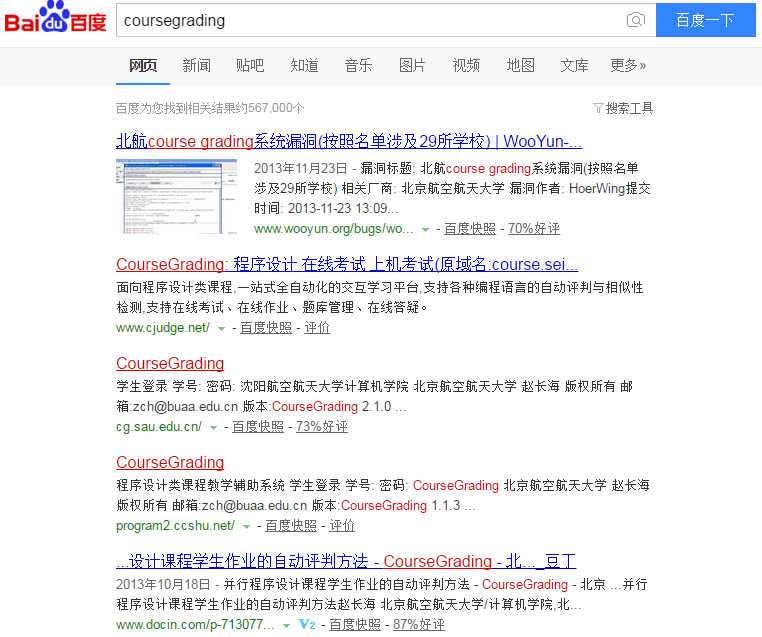 Bai du 百度 coursegrading 百度一下
网页 新闻 贴吧 知道 音乐 图片 视频 地图 文库 更多»
百度为您找到相关结果约567,000个 搜索工具
北航course grading系统漏洞(按照名单涉及29所学校) | WooYun-...
2013年11月23日 - 漏洞标题: 北航course grading系统漏洞(按照名单
涉及29所学校) 相关厂商: 北京航空航天大学 漏洞作者: HoerWing提交
时间: 2013-11-23 13:09...
www.wooyun.org/bugs/wo... - 百度快照 - 70%好评
CourseGrading: 程序设计 在线考试 上机考试(原域名:course.sei...
面向程序设计类课程,一站式全自动化的交互学习平台,支持各种编程语言的自动评判与相似性
检测,支持在线考试、在线作业、题库管理、在线答疑。
www.cjudge.net/ - 百度快照 - 评价
CourseGrading
学生登录 学号: 密码: 沈阳航空航天大学计算机学院 北京航空航天大学 赵长海 版权所有 邮
箱:zch@buaa.edu.cn 版本:CourseGrading 2.1.0 ...
cg.sau.edu.cn/ - 百度快照 - 73%好评
CourseGrading
程序设计类课程教学辅助系统 学生登录 学号: 密码: CourseGrading 北京航空航天大学 赵长海
版权所有 邮箱:zch@buaa.edu.cn 版本:CourseGrading 1.1.3 ...
program2.ccshu.net/ - 百度快照 - 评价
...设计课程学生作业的自动评判方法 - CourseGrading - 北..._豆丁
2013年10月18日 - 并行程序设计课程学生作业的自动评判方法 - CourseGrading - 北京 ...并行
程序设计课程学生作业的自动评判方法赵长海 北京航空航天大学/计算机学院,北...
www.docin.com/p-713077... V2 - 百度快照 - 87%好评